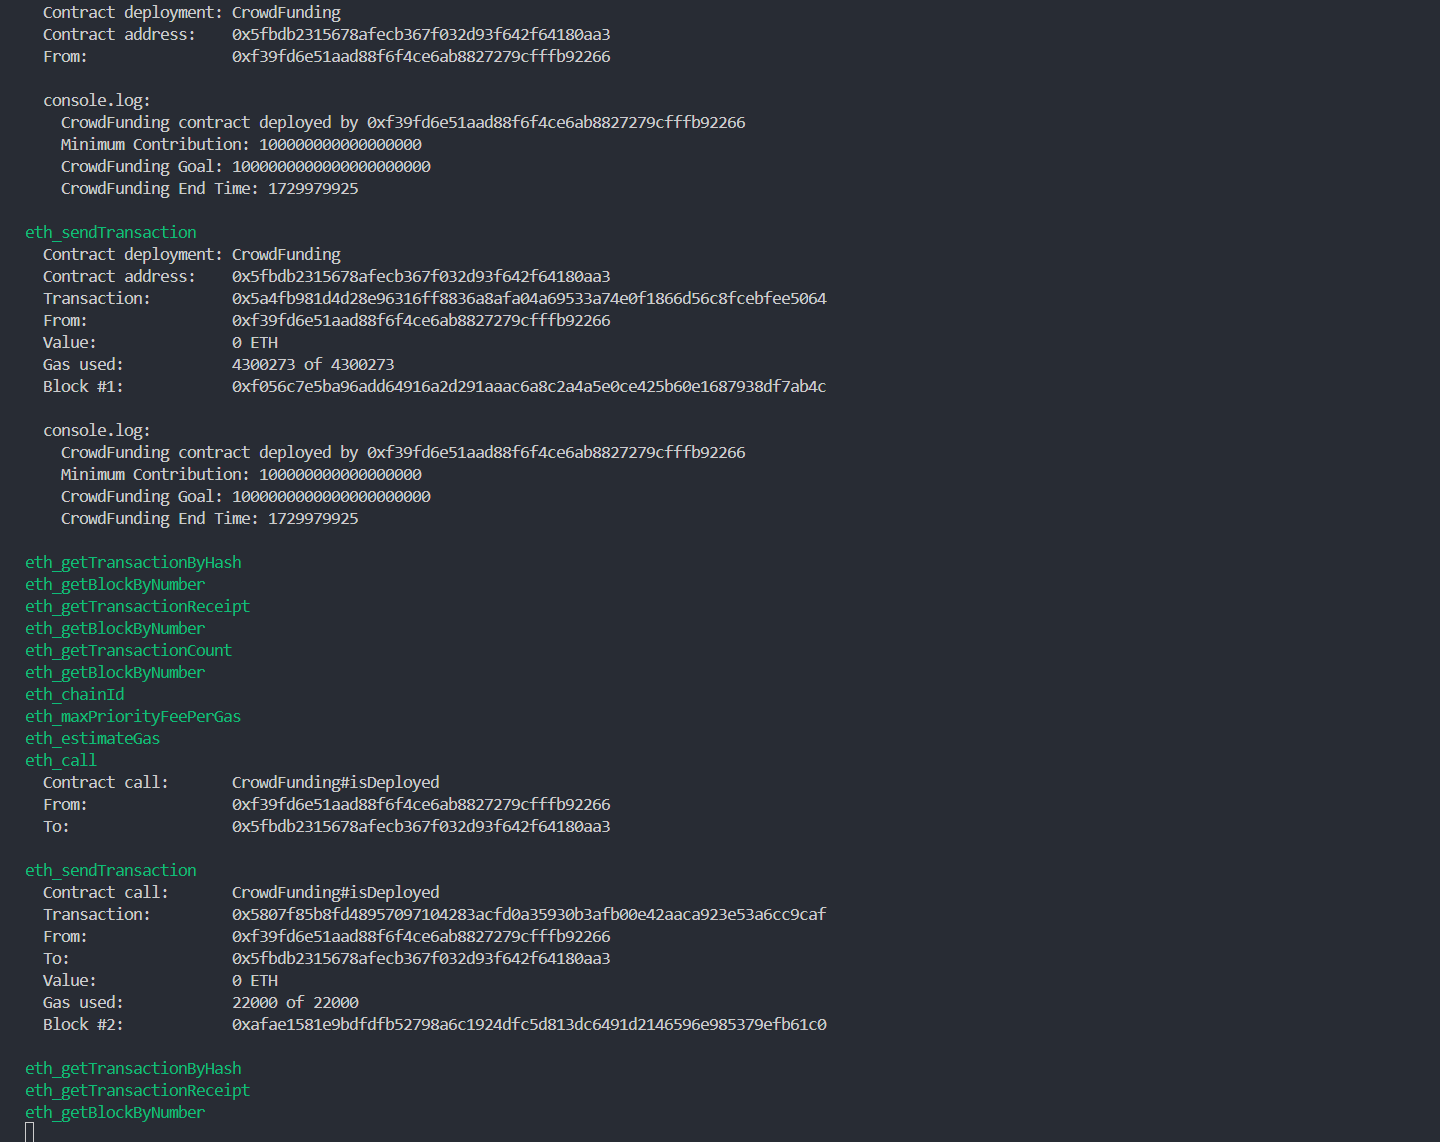 Contract deployment: CrowdFunding
Contract address: 0x5fbdb2315678afecb367f032d93f642f64180aa3
From: 0xf39fd6e51aad88f6f4ce6ab8827279cfffb92266
console.log:
CrowdFunding contract deployed by 0xf39fd6e51aad88f6f4ce6ab8827279cfffb92266
Minimum Contribution: 100000000000000000
CrowdFunding Goal: 1000000000000000000000
CrowdFunding End Time: 1729979925
eth_sendTransaction
Contract deployment: CrowdFunding
Contract address: 0x5fbdb2315678afecb367f032d93f642f64180aa3
Transaction: 0x5a4fb981d4d28e96316ff8836a8afa04a69533a74e0f1866d56c8fcebfee5064
From: 0xf39fd6e51aad88f6f4ce6ab8827279cfffb92266
Value: 0 ETH
Gas used: 4300273 of 4300273
Block #1: 0xf056c7e5ba96add64916a2d291aaac6a8c2a4a5e0ce425b60e1687938df7ab4c
console.log:
CrowdFunding contract deployed by 0xf39fd6e51aad88f6f4ce6ab8827279cfffb92266
Minimum Contribution: 100000000000000000
CrowdFunding Goal: 1000000000000000000000
CrowdFunding End Time: 1729979925
eth_getTransactionByHash
eth_getBlockByNumber
eth_getTransactionReceipt
eth_getBlockByNumber
eth_getTransactionCount
eth_getBlockByNumber
eth_chainId
eth_maxPriorityFeePerGas
eth_estimateGas
eth_call
Contract call: CrowdFunding#isDeployed
From: 0xf39fd6e51aad88f6f4ce6ab8827279cfffb92266
To: 0x5fbdb2315678afecb367f032d93f642f64180aa3
eth_sendTransaction
Contract call: CrowdFunding#isDeployed
Transaction: 0x5807f85b8fd48957097104283acfd0a35930b3afb00e42aaca923e53a6cc9caf
From: 0xf39fd6e51aad88f6f4ce6ab8827279cfffb92266
To: 0x5fbdb2315678afecb367f032d93f642f64180aa3
Value: 0 ETH
Gas used: 22000 of 22000
Block #2: 0xafae1581e9bdfdfb52798a6c1924dfc5d813dc6491d2146596e985379efb61c0
eth_getTransactionByHash
eth_getTransactionReceipt
eth_getBlockByNumber